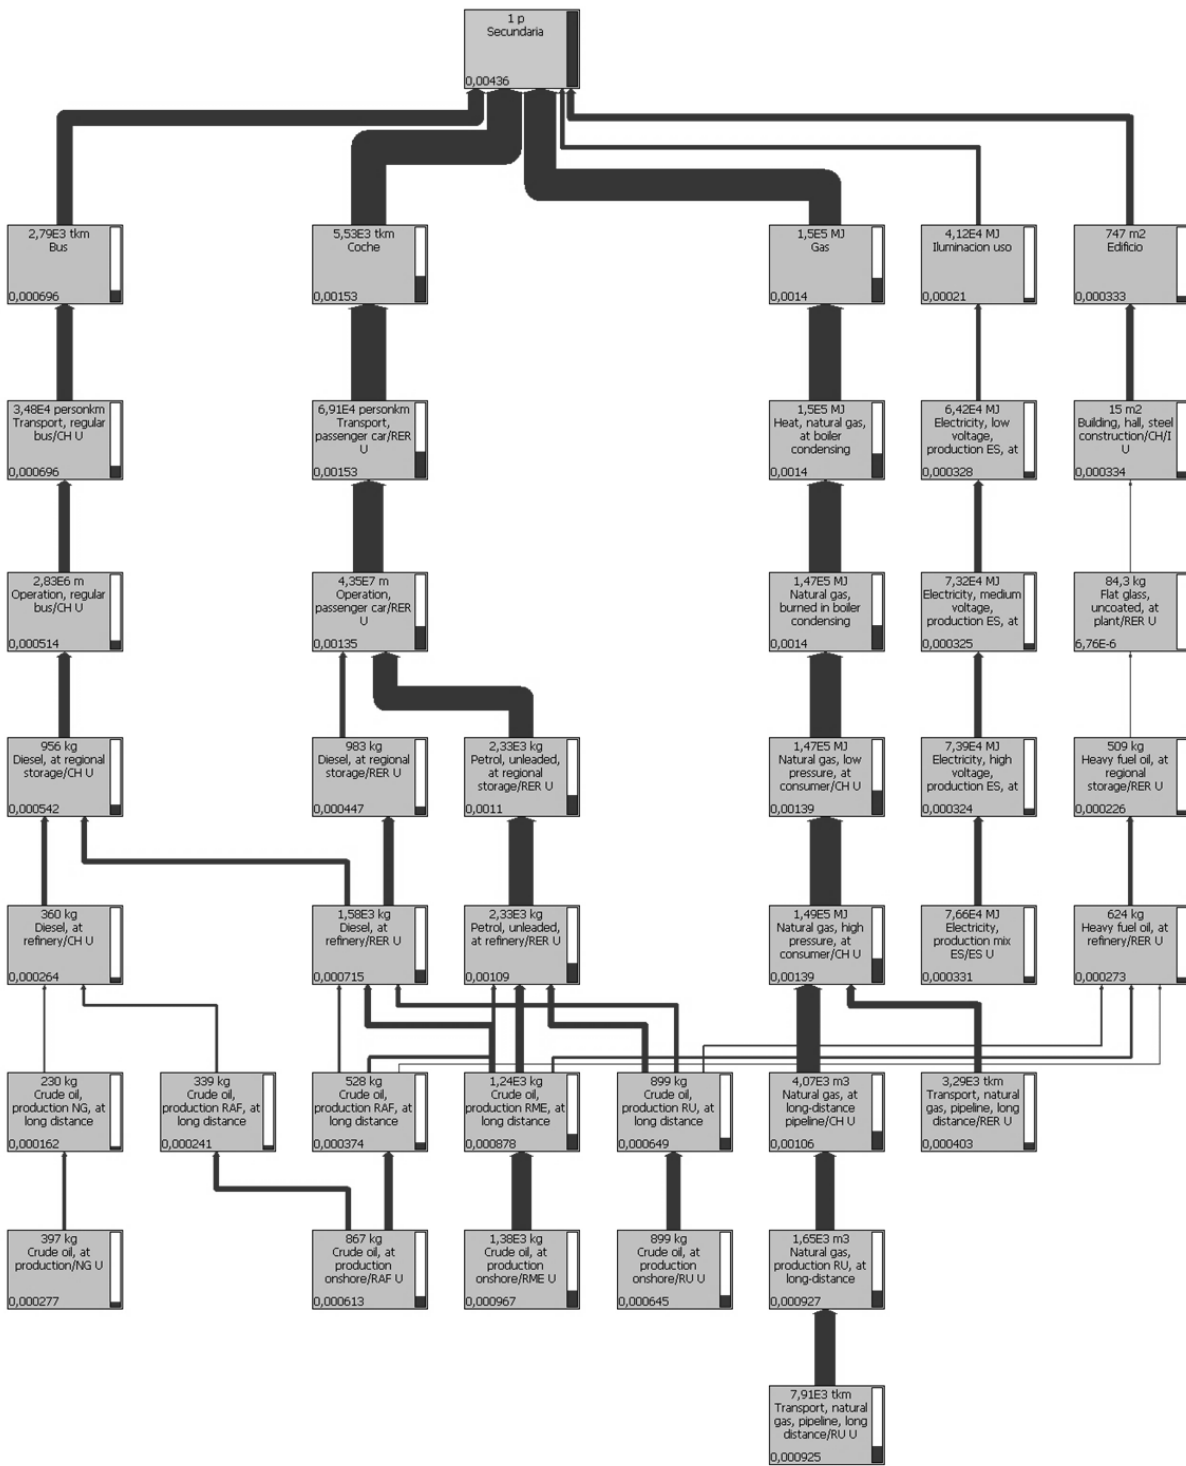 1 p
Secundaria
0,00436
2,79E3 tkm
Bus
0,000696
5,53E3 tkm
Coche
0,00153
1,5E5 MJ
Gas
0,0014
4,12E4 MJ
Iluminacion uso
0,00021
747 m2
Edificio
0,000333
3,48E4 personkm
Transport, regular
bus/CH U
0,000696
6,91E4 personkm
Transport,
passenger car/RER
U
0,00153
1,5E5 MJ
Heat, natural gas,
at boiler
condensing
0,0014
6,42E4 MJ
Electricity, low
voltage,
production ES, at
0,000328
15 m2
Building, hall, steel
construction/CH/I
U
0,000334
2,83E6 m
Operation, regular
bus/CH U
0,000514
4,35E7 m
Operation,
passenger car/RER
U
0,00135
1,47E5 MJ
Natural gas,
burned in boiler
condensing
0,0014
7,32E4 MJ
Electricity, medium
voltage,
production ES, at
0,000325
84,3 kg
Flat glass,
uncoated, at
plant/RER U
6,76E-6
956 kg
Diesel, at regional
storage/CH U
0,000542
983 kg
Diesel, at regional
storage/RER U
0,000447
2,33E3 kg
Petrol, unleaded,
at regional
storage/RER U
0,0011
1,47E5 MJ
Natural gas, low
pressure, at
consumer/CH U
0,00139
7,39E4 MJ
Electricity, high
voltage,
production ES, at
0,000324
509 kg
Heavy fuel oil, at
regional
storage/RER U
0,000226
360 kg
Diesel, at
refinery/CH U
0,000264
1,58E3 kg
Diesel, at
refinery/RER U
0,000715
2,33E3 kg
Petrol, unleaded,
at refinery/RER U
0,00109
1,49E5 MJ
Natural gas, high
pressure, at
consumer/CH U
0,00139
7,66E4 MJ
Electricity,
production mix
ES/ES U
0,000331
624 kg
Heavy fuel oil, at
refinery/RER U
0,000273
230 kg
Crude oil,
production NG, at
long distance
0,000162
339 kg
Crude oil,
production RAF, at
long distance
0,000241
528 kg
Crude oil,
production RAF, at
long distance
0,000374
1,24E3 kg
Crude oil,
production RME, at
long distance
0,000878
899 kg
Crude oil,
production RU, at
long distance
0,000649
4,07E3 m3
Natural gas, at
long-distance
pipeline/CH U
0,00106
3,29E3 tkm
Transport, natural
gas, pipeline, long
distance/RER U
0,000403
397 kg
Crude oil, at
production/NG U
0,000277
867 kg
Crude oil, at
production
onshore/RAF U
0,000613
1,38E3 kg
Crude oil, at
production
onshore/RME U
0,000967
899 kg
Crude oil, at
production
onshore/RU U
0,000645
1,65E3 m3
Natural gas,
production RU, at
long-distance
0,000927
7,91E3 tkm
Transport, natural
gas, pipeline, long
distance/RU U
0,000925